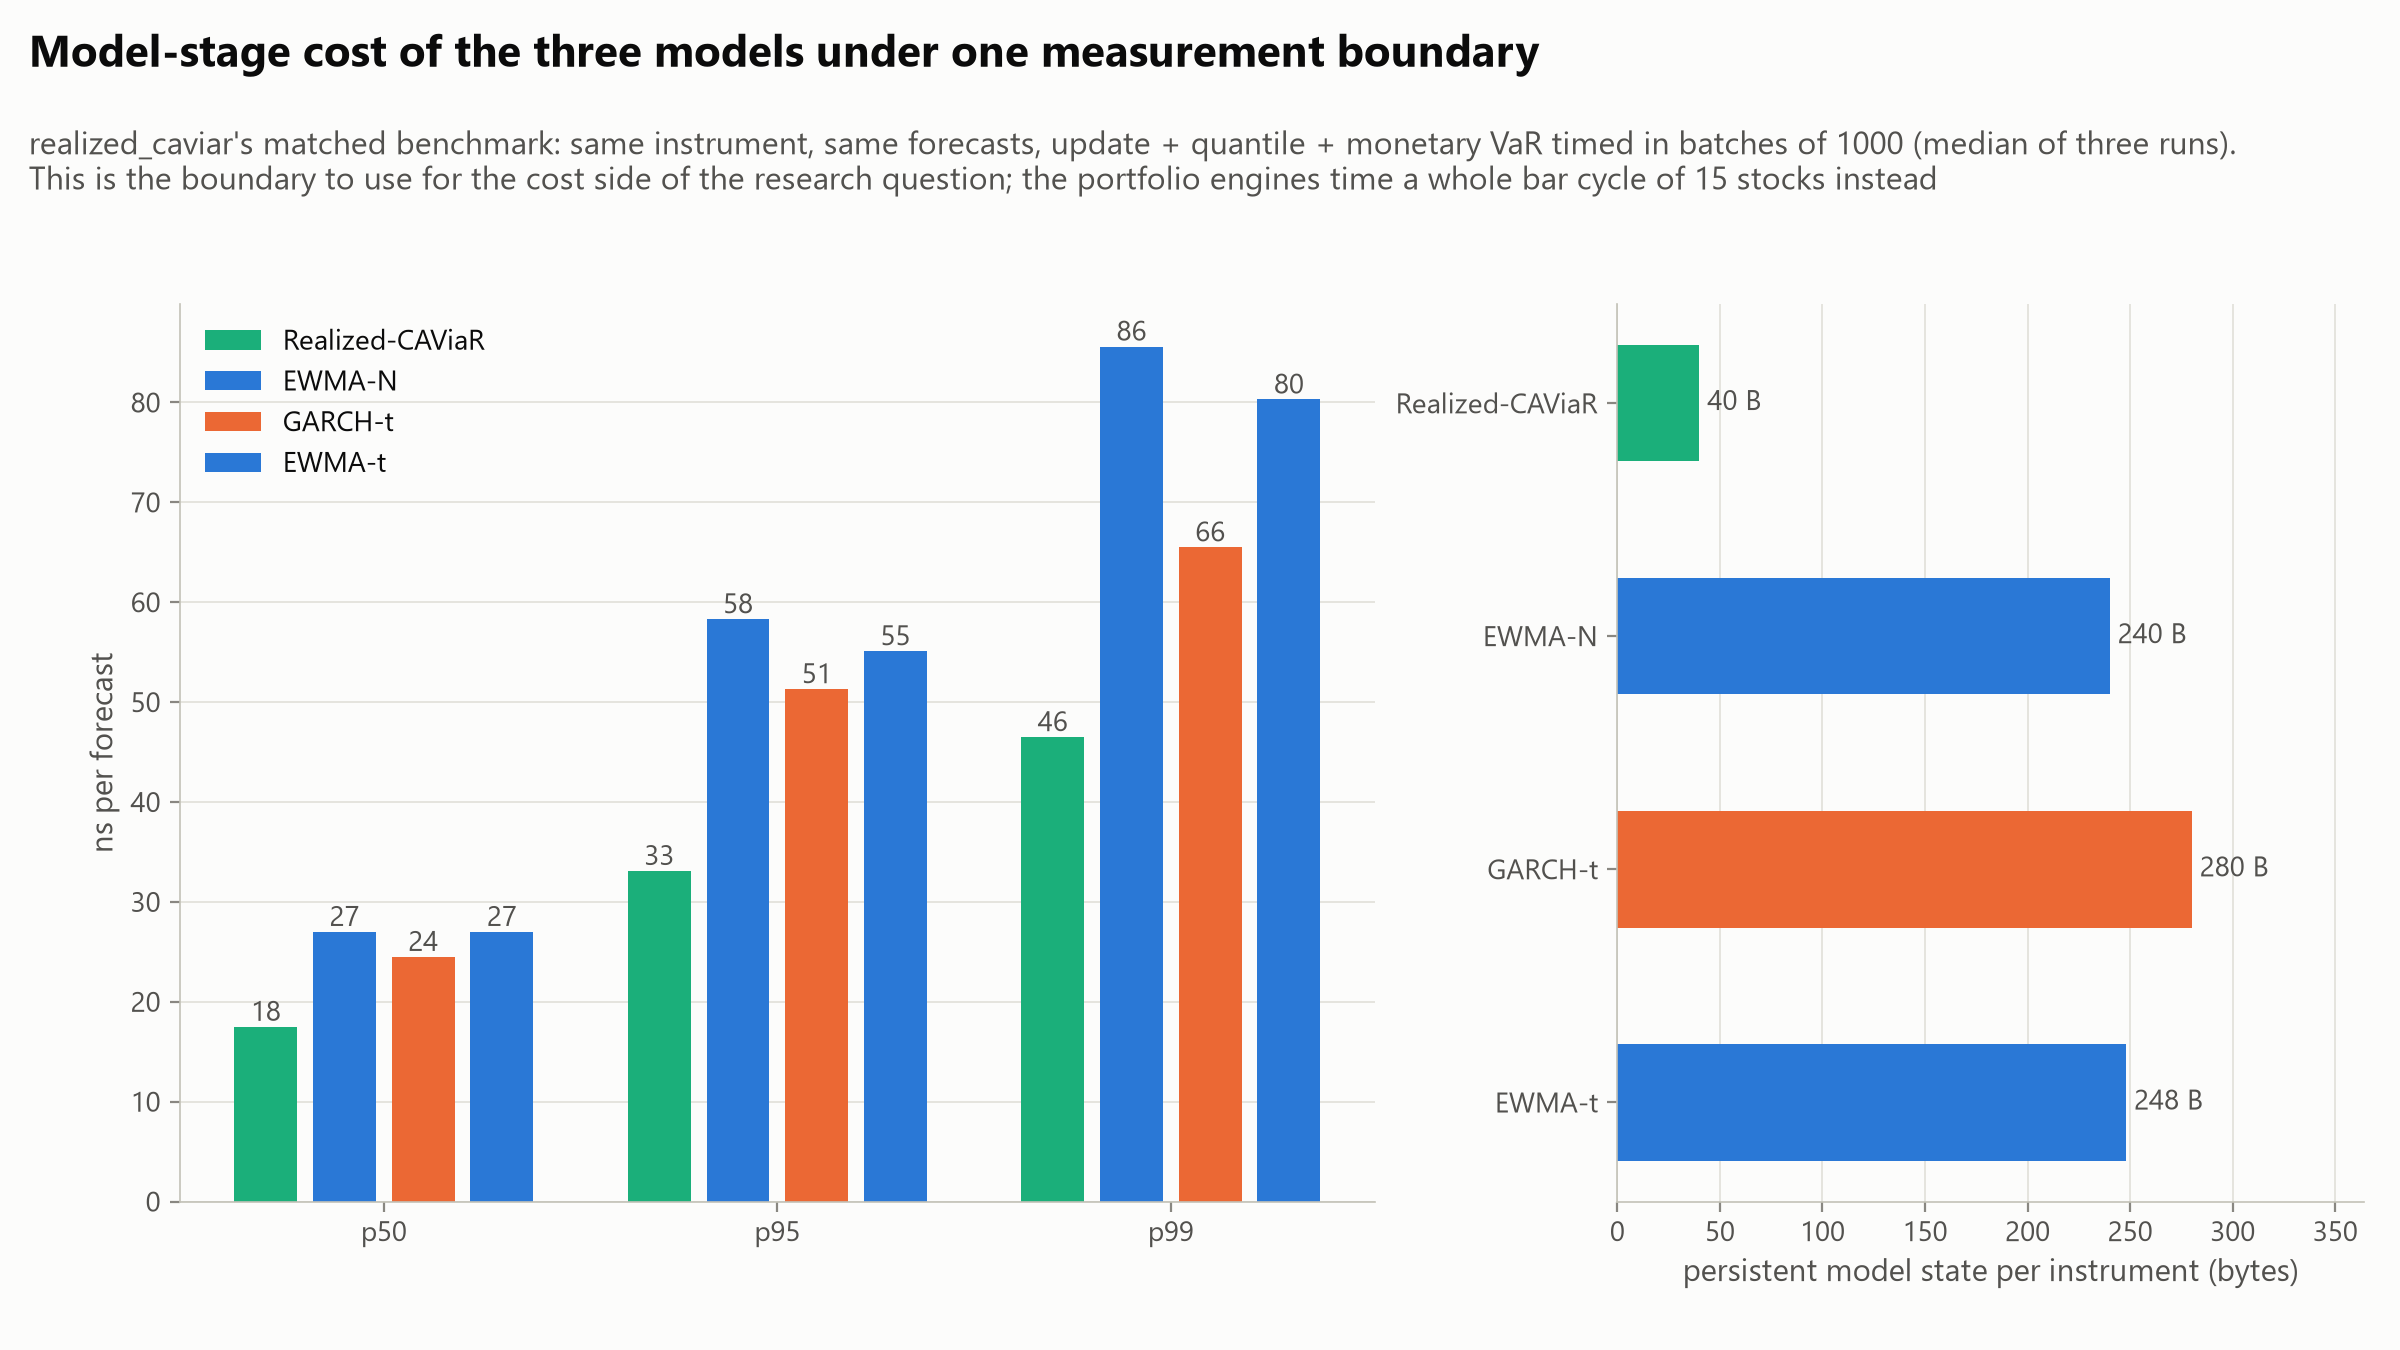 Model-stage cost of the three models under one measurement boundary
realized_caviar's matched benchmark: same instrument, same forecasts, update + quantile + monetary VaR timed in batches of 1000 (median of three runs).
This is the boundary to use for the cost side of the research question; the portfolio engines time a whole bar cycle of 15 stocks instead
Realized-CAViaR
EWMA-N
GARCH-t
EWMA-t
ns per forecast
80
70
60
50
40
30
20
10
0
18
27
24
27
33
58
51
55
46
86
66
80
p50
p95
p99
Realized-CAViaR
40 B
EWMA-N
240 B
GARCH-t
280 B
EWMA-t
248 B
0
50
100
150
200
250
300
350
persistent model state per instrument (bytes)